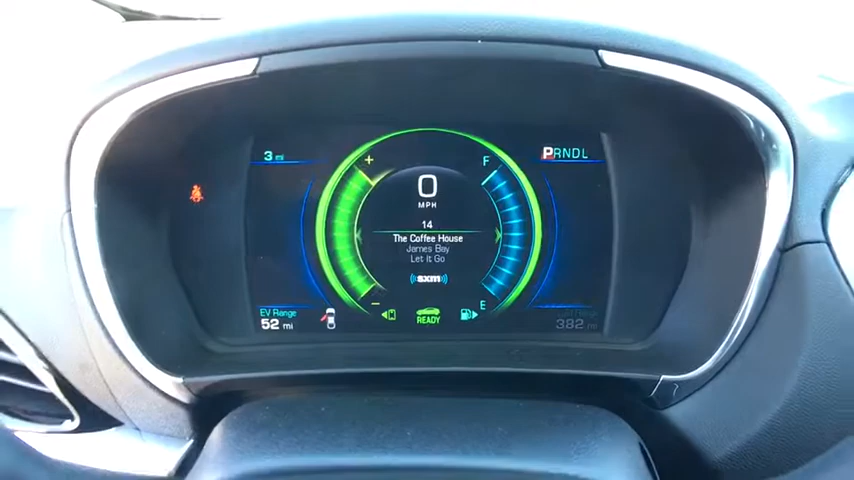 3 mi
+
F
PRNDL
0
MPH
14
The Coffee House
James Bay
Let It Go
((sxm))
−
E
EV Range
52 mi
READY
Range
382 mi